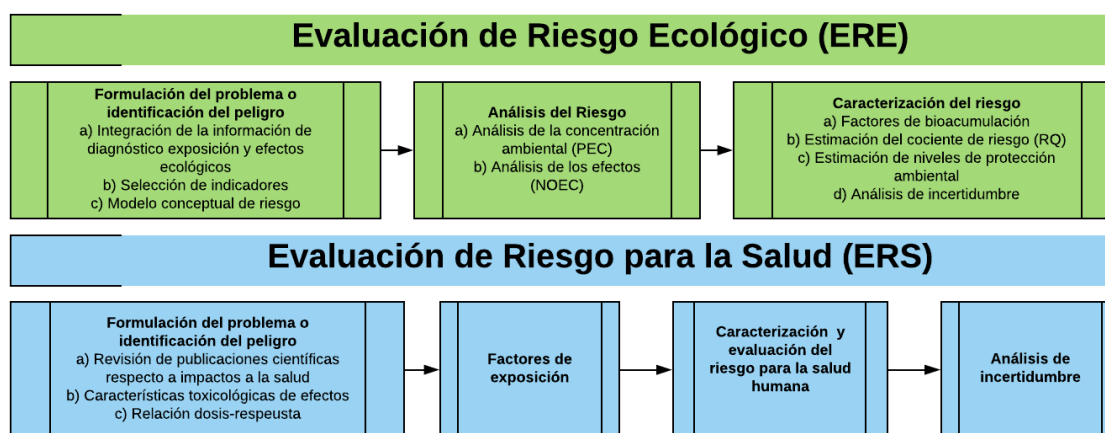 Evaluación de Riesgo Ecológico (ERE)
Formulación del problema o
identificación del peligro
a) Integración de la información de
diagnóstico exposición y efectos
ecológicos
b) Selección de indicadores
c) Modelo conceptual de riesgo
Análisis del Riesgo
a) Análisis de la concentración
ambiental (PEC)
b) Análisis de los efectos
(NOEC)
Caracterización del riesgo
a) Factores de bioacumulación
b) Estimación del cociente de riesgo (RQ)
c) Estimación de niveles de protección
ambiental
d) Análisis de incertidumbre
Evaluación de Riesgo para la Salud (ERS)
Formulación del problema o
identificación del peligro
a) Revisión de publicaciones científicas
respecto a impactos a la salud
b) Características toxicológicas de efectos
c) Relación dosis-respeusta
Factores de
exposición
Caracterización y
evaluación del
riesgo para la salud
humana
Análisis de
incertidumbre